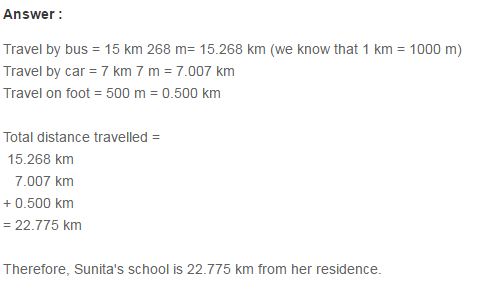 Answer :
Travel by bus = 15 km 268 m= 15.268 km (we know that 1 km = 1000 m)
Travel by car = 7 km 7 m = 7.007 km
Travel on foot = 500 m = 0.500 km
Total distance travelled =
15.268 km
7.007 km
+ 0.500 km
= 22.775 km
Therefore, Sunita's school is 22.775 km from her residence.